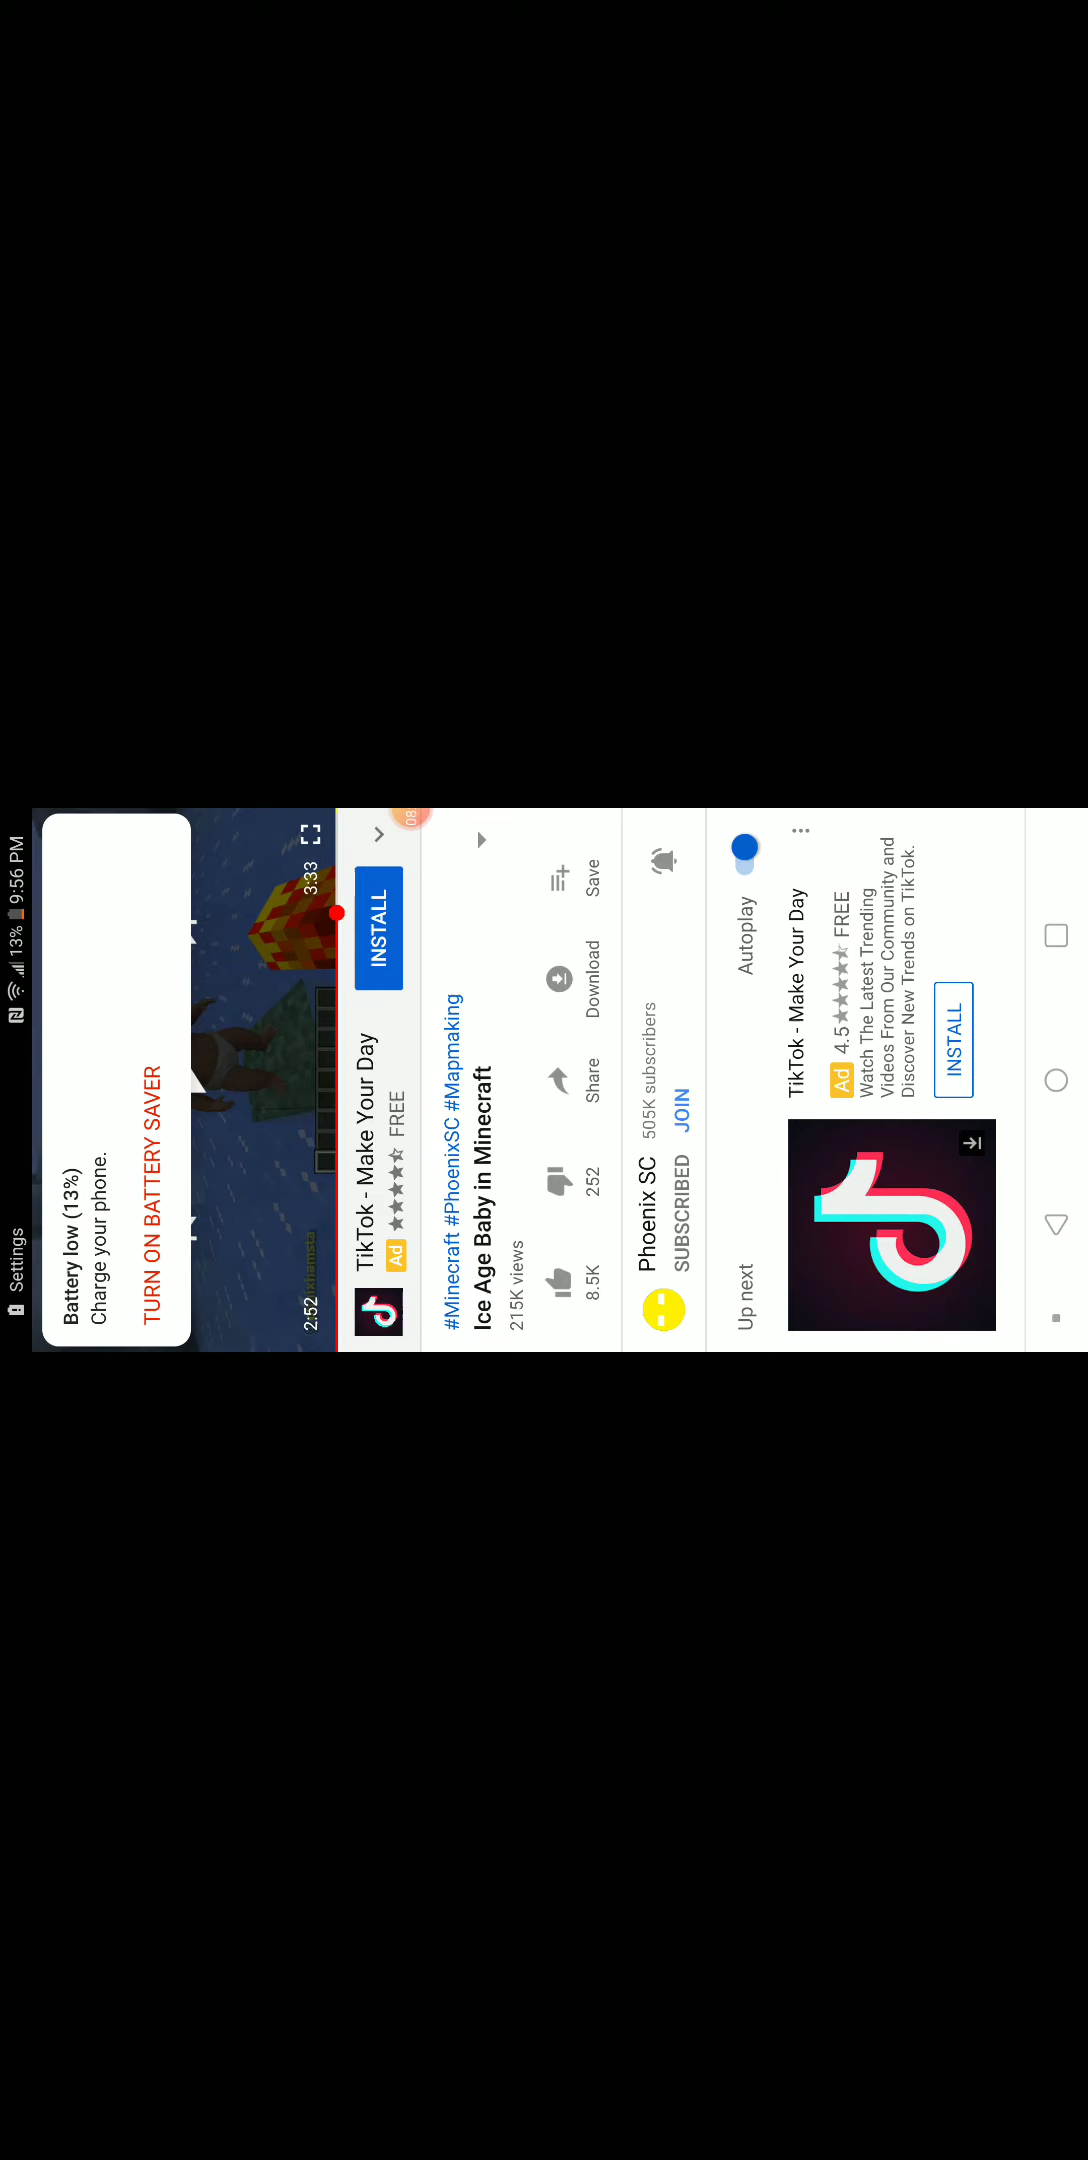 Settings
13% 9:56 PM
Battery low (13%)
Charge your phone.
TURN ON BATTERY SAVER
2:52
3:33
TikTok - Make Your Day
Ad FREE
INSTALL
#Minecraft #PhoenixSC #Mapmaking
Ice Age Baby in Minecraft
215K views
8.5K 252 Share Download Save
Phoenix SC 505K subscribers
SUBSCRIBED JOIN
Up next Autoplay
TikTok - Make Your Day
Ad 4.5 FREE
Watch The Latest Trending
Videos From Our Community and
Discover New Trends on TikTok.
INSTALL